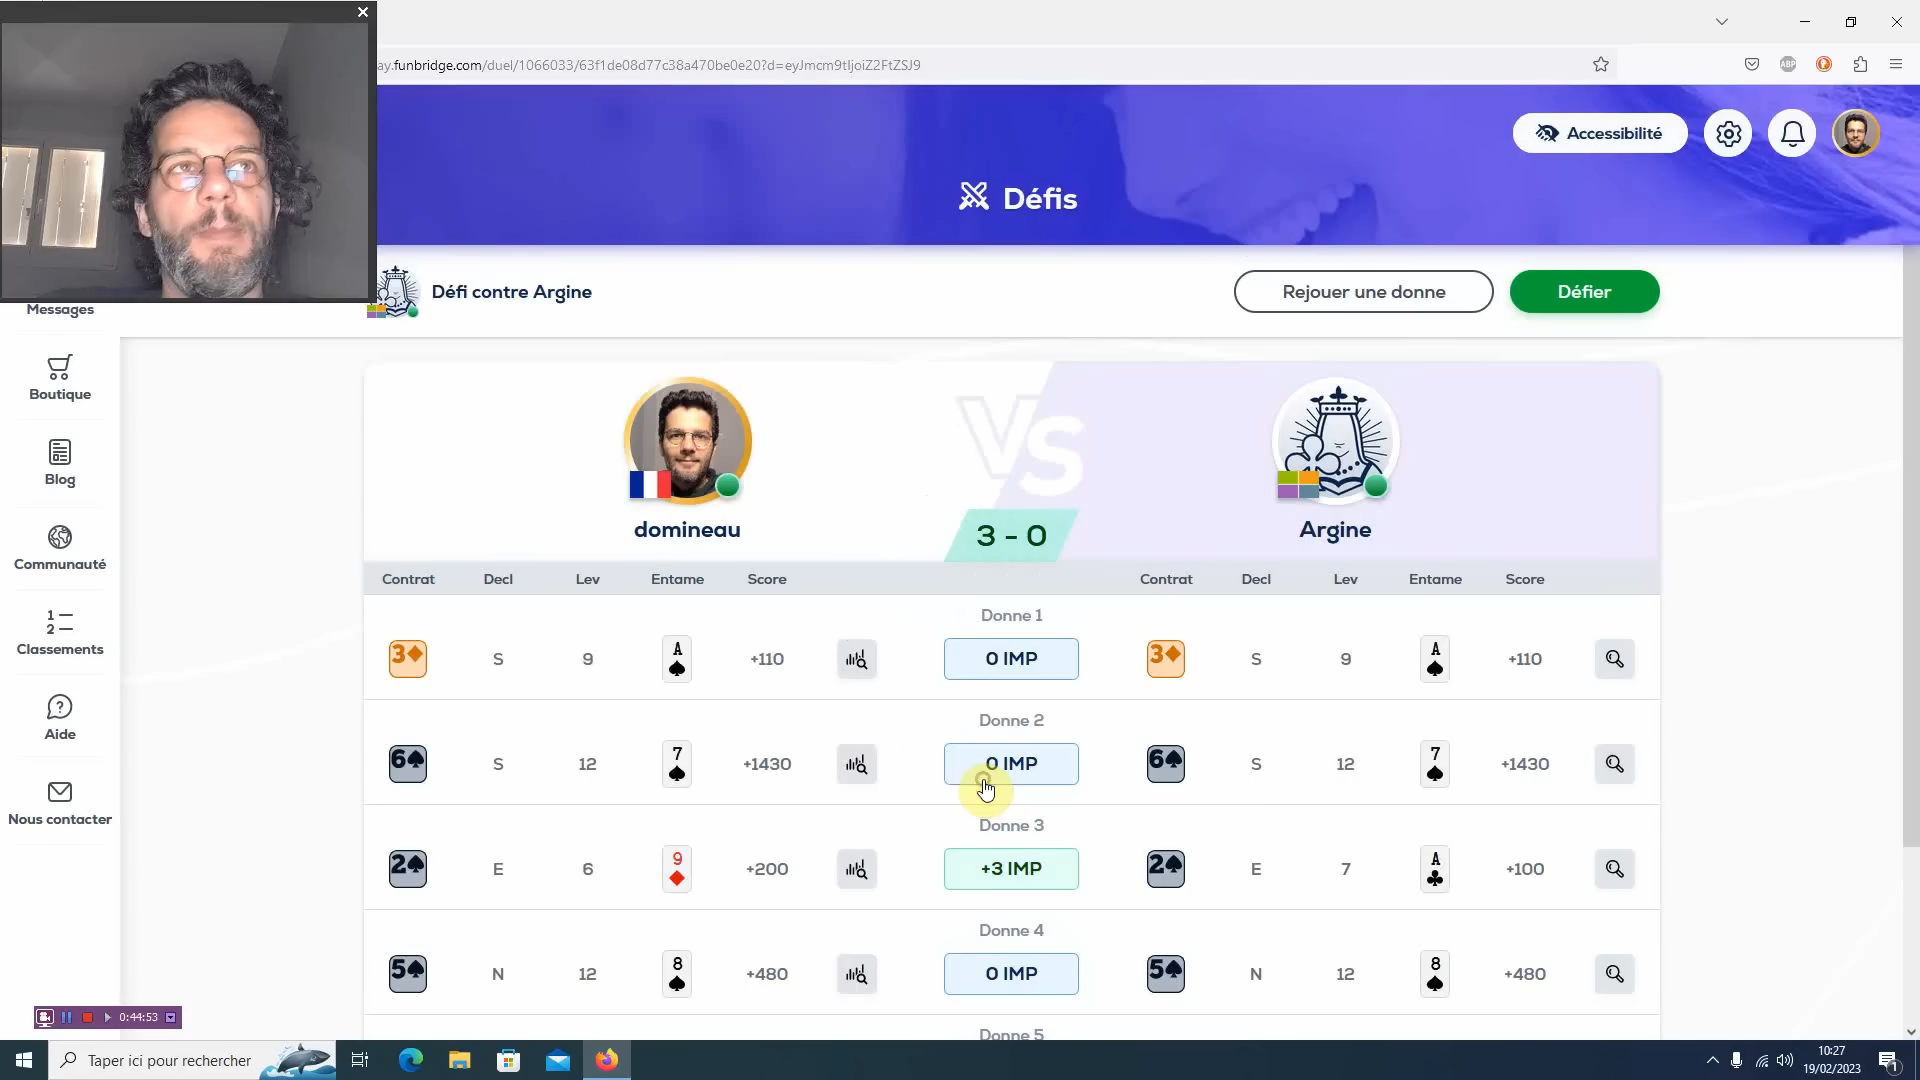 ay.funbridge.com/duel/1066033/63f1de08d77c38a470be0e20?d=eyJmcm9tIjoiZ2FtZSJ9
ABP
Accessibilité
Défis
Défi contre Argine
Rejouer une donne
Défier
Messages
Boutique
Blog
Communauté
1
2
Classements
Aide
Nous contacter
VS
domineau
3 - 0
Argine
Contrat Decl Lev Entame Score Contrat Decl Lev Entame Score
Donne 1
3♦ S 9 A♠ +110 0 IMP 3♦ S 9 A♠ +110
Donne 2
6♠ S 12 7♠ +1430 0 IMP 6♠ S 12 7♠ +1430
Donne 3
2♠ E 6 9♦ +200 +3 IMP 2♠ E 7 A♣ +100
Donne 4
5♠ N 12 8♠ +480 0 IMP 5♠ N 12 8♠ +480
Donne 5
0:44:53
Taper ici pour rechercher
10:27
19/02/2023
1